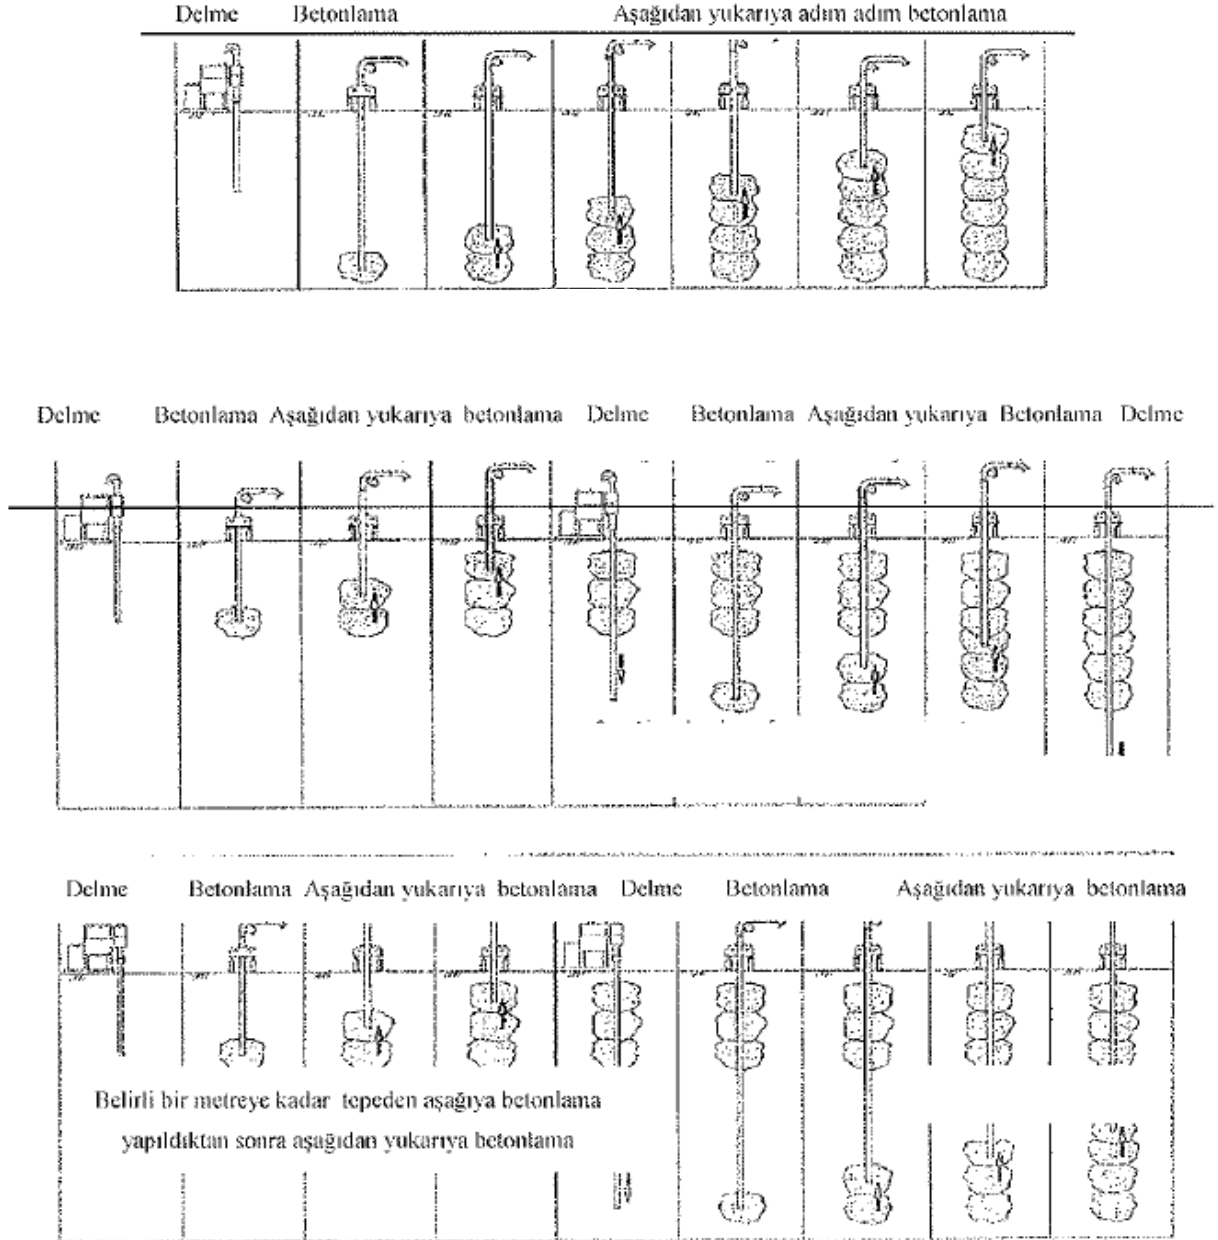 Delme Betonlama Aşağıdan yukarıya adım adım betonlama
Delme Betonlama Aşağıdan yukarıya betonlama Delme Betonlama Aşağıdan yukarıya Betonlama Delme
Delme Betonlama Aşağıdan yukarıya betonlama Delme Betonlama Aşağıdan yukarıya betonlama
Belirli bir metreye kadar tepeden aşağıya betonlama
yapıldıktan sonra aşağıdan yukarıya betonlama